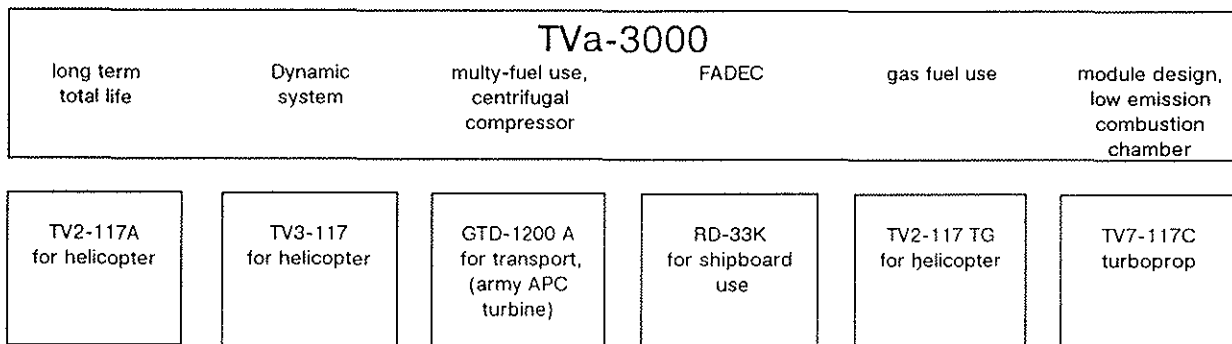 TVa-3000
long term
total life
Dynamic
system
multy-fuel use,
centrifugal
compressor
FADEC
gas fuel use
module design,
low emission
combustion
chamber
TV2-117A
for helicopter
TV3-117
for helicopter
GTD-1200 A
for transport,
(army APC
turbine)
RD-33K
for shipboard
use
TV2-117 TG
for helicopter
TV7-117C
turboprop